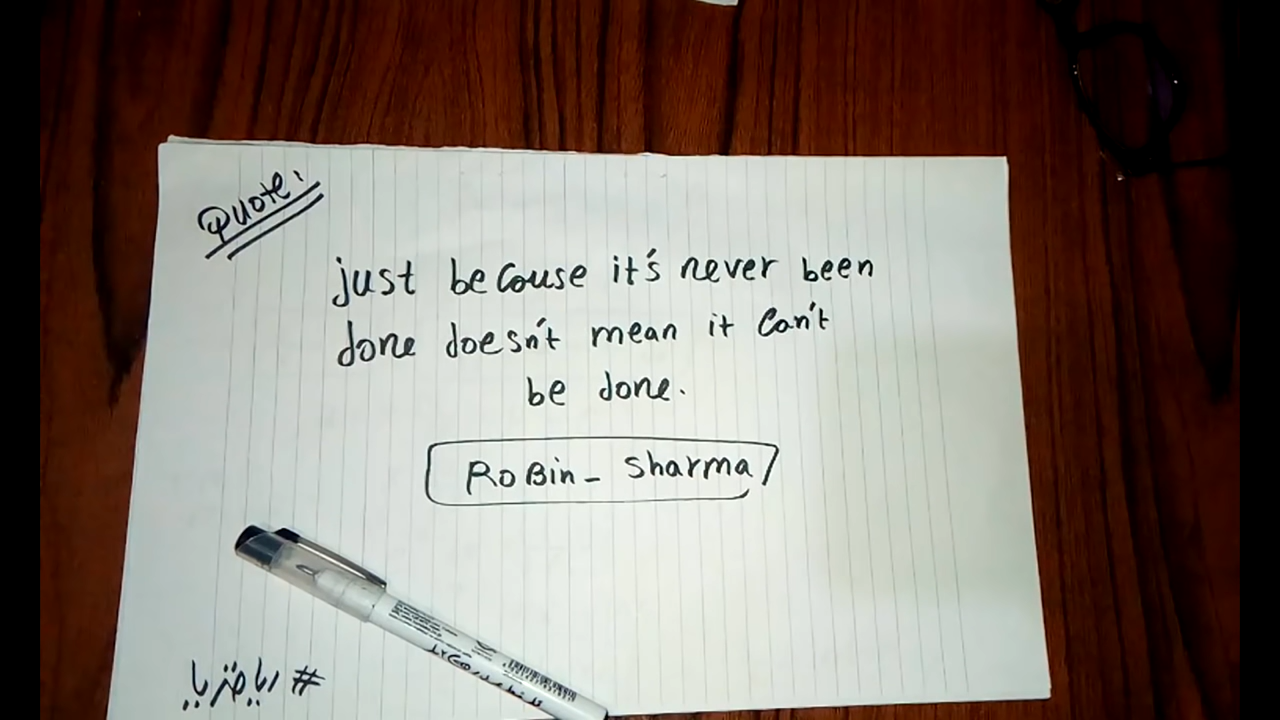 Quote:
just becouse it's never been
done doesn't mean it can't
be done.
RoBin - Sharma